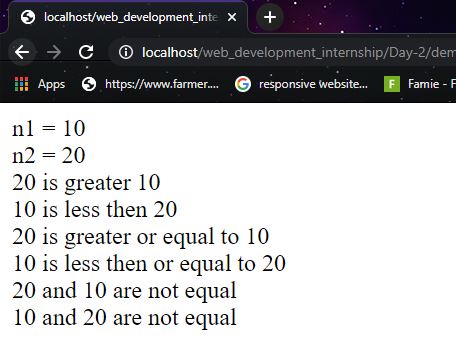 localhost/web_development_inte
localhost/web_development_internship/Day-2/dem
Apps https://www.farmer.... responsive website... Famie - F
n1 = 10
n2 = 20
20 is greater 10
10 is less then 20
20 is greater or equal to 10
10 is less then or equal to 20
20 and 10 are not equal
10 and 20 are not equal